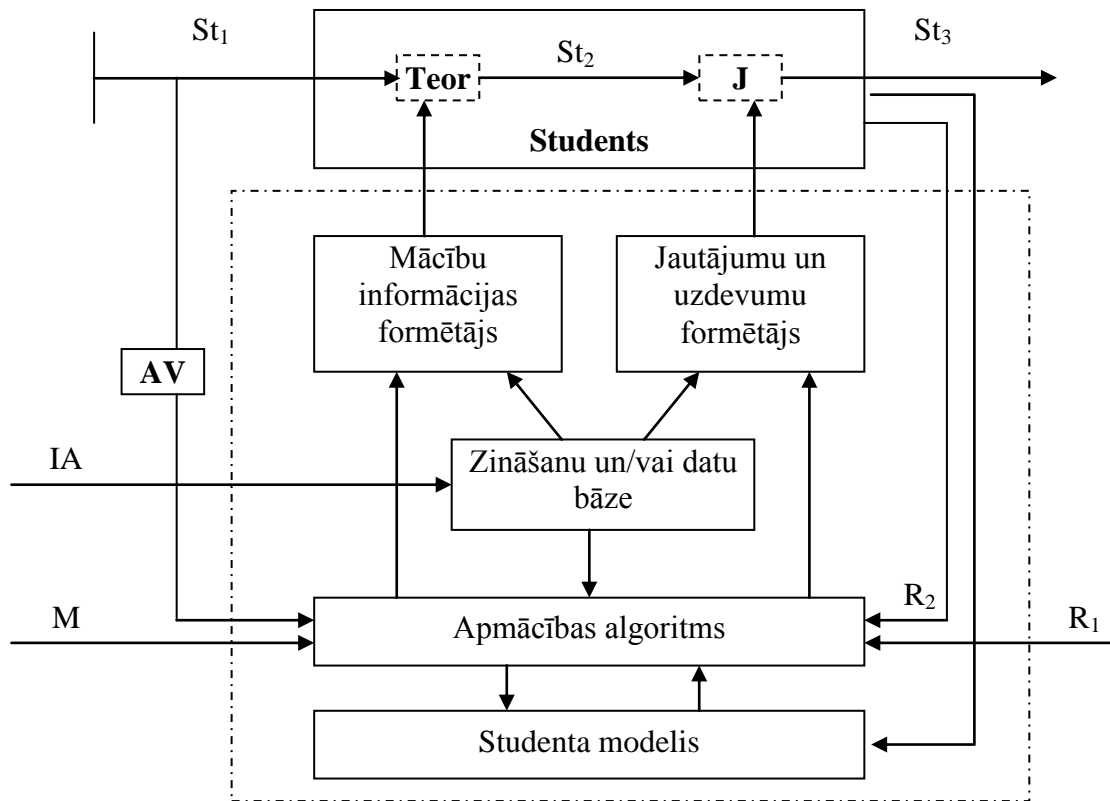 St₁
St₂
St₃
Teor
J
Students
Mācību
informācijas
formētājs
Jautājumu un
uzdevumu
formētājs
AV
IA
Zināšanu un/vai datu
bāze
M
Apmācības algoritms
R₂
R₁
Studenta modelis